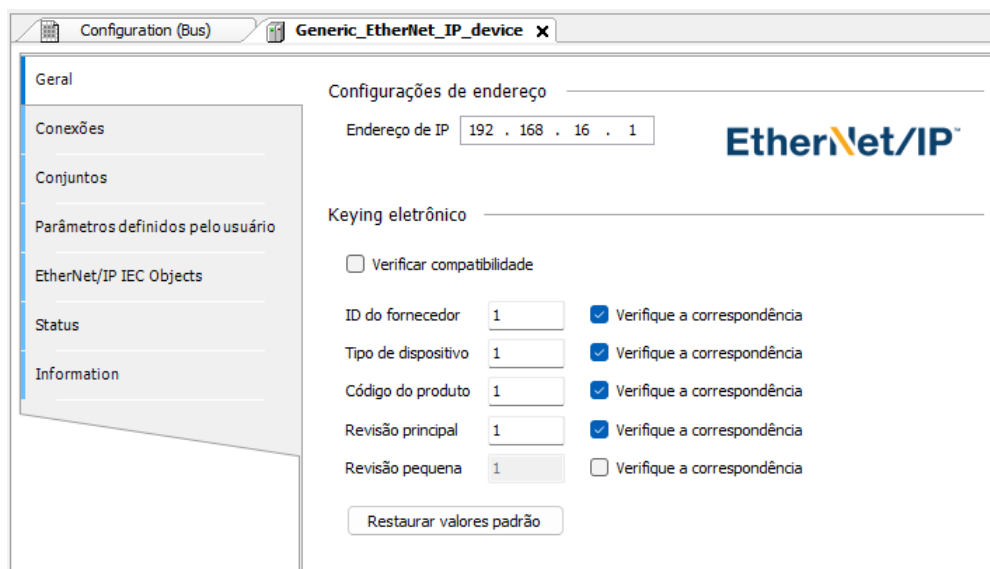 Configuration (Bus) Generic_EtherNet_IP_device
Geral
Conexões
Conjuntos
Parâmetros definidos pelo usuário
EtherNet/IP IEC Objects
Status
Information
Configurações de endereço
Endereço de IP 192 . 168 . 16 . 1
EtherNet/IP™
Keying eletrônico
Verificar compatibilidade
ID do fornecedor 1 Verifique a correspondência
Tipo de dispositivo 1 Verifique a correspondência
Código do produto 1 Verifique a correspondência
Revisão principal 1 Verifique a correspondência
Revisão pequena 1 Verifique a correspondência
Restaurar valores padrão